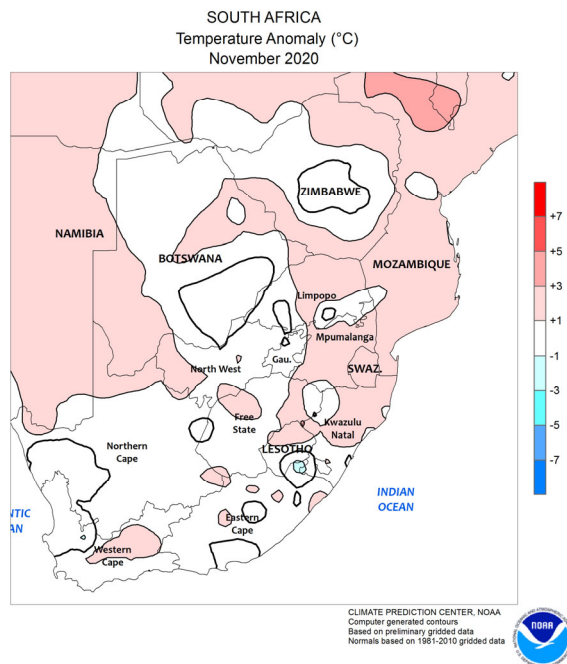 SOUTH AFRICA
Temperature Anomaly (°C)
November 2020
ZIMBABWE
NAMIBIA
BOTSWANA
MOZAMBIQUE
Limpopo
Mpumalanga
North West
Gau.
SWAZ.
Free
State
Kwazulu
Natal
Northern
Cape
LESOTHO
INDIAN
OCEAN
NTIC
AN
Eastern
Cape
Western
Cape
+7
+5
+3
+1
-1
-3
-5
-7
CLIMATE PREDICTION CENTER, NOAA
Computer generated contours
Based on preliminary gridded data
Normals based on 1981-2010 gridded data
NOAA